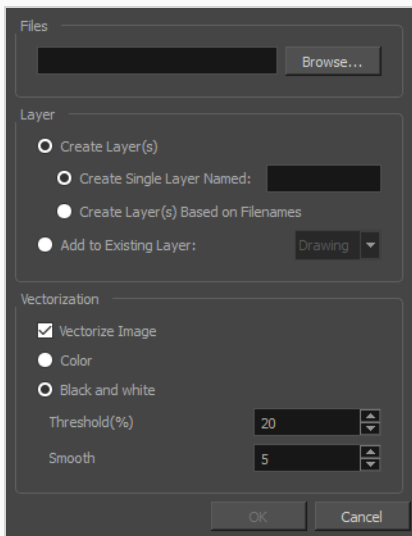 Files
Browse...
Layer
Create Layer(s)
Create Single Layer Named:
Create Layer(s) Based on Filenames
Add to Existing Layer: Drawing
Vectorization
Vectorize Image
Color
Black and white
Threshold(%) 20
Smooth 5
OK Cancel